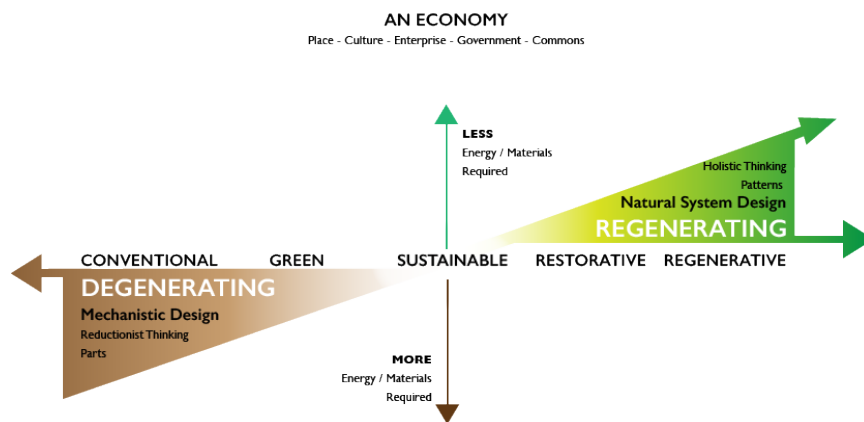 AN ECONOMY
Place - Culture - Enterprise - Government - Commons
LESS
Energy / Materials
Required
Holistic Thinking
Patterns
Natural System Design
REGENERATING
CONVENTIONAL GREEN SUSTAINABLE RESTORATIVE REGENERATIVE
DEGENERATING
Mechanistic Design
Reductionist Thinking
Parts
MORE
Energy / Materials
Required